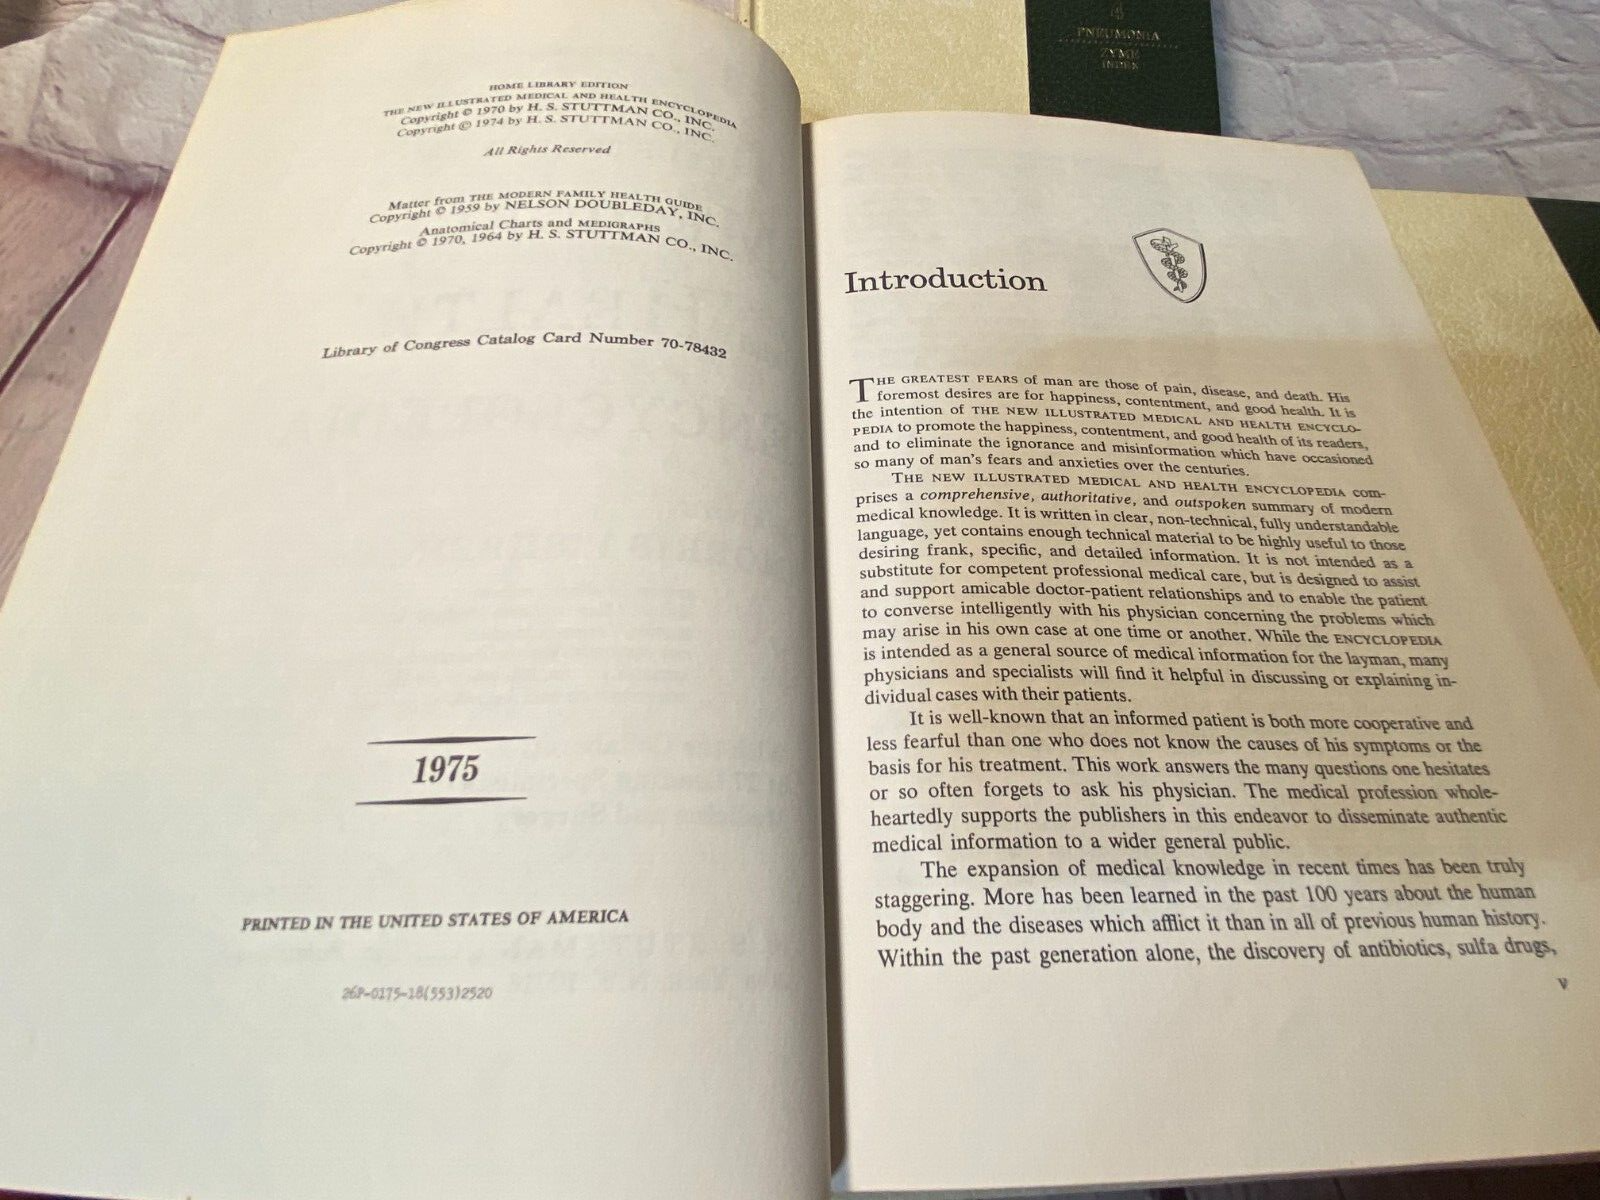 4
PNEUMONIA
ZYME
INDEX
HOME LIBRARY EDITION
THE NEW ILLUSTRATED MEDICAL AND HEALTH ENCYCLOPEDIA
Copyright © 1970 by H. S. STUTTMAN CO., INC.
Copyright © 1974 by H. S. STUTTMAN CO., INC.
All Rights Reserved
Matter from THE MODERN FAMILY HEALTH GUIDE
Copyright © 1959 by NELSON DOUBLEDAY, INC.
Anatomical Charts and MEDIGRAPHS
Copyright © 1970, 1964 by H. S. STUTTMAN CO., INC.
Library of Congress Catalog Card Number 70-78432
1975
PRINTED IN THE UNITED STATES OF AMERICA
26P-0175-18(553)2520
Introduction
THE GREATEST FEARS of man are those of pain, disease, and death. His
foremost desires are for happiness, contentment, and good health. It is
the intention of THE NEW ILLUSTRATED MEDICAL AND HEALTH ENCYCLO-
PEDIA to promote the happiness, contentment, and good health of its readers,
and to eliminate the ignorance and misinformation which have occasioned
so many of man's fears and anxieties over the centuries.
THE NEW ILLUSTRATED MEDICAL AND HEALTH ENCYCLOPEDIA com-
prises a comprehensive, authoritative, and outspoken summary of modern
medical knowledge. It is written in clear, non-technical, fully understandable
language, yet contains enough technical material to be highly useful to those
desiring frank, specific, and detailed information. It is not intended as a
substitute for competent professional medical care, but is designed to assist
and support amicable doctor-patient relationships and to enable the patient
to converse intelligently with his physician concerning the problems which
may arise in his own case at one time or another. While the ENCYCLOPEDIA
is intended as a general source of medical information for the layman, many
physicians and specialists will find it helpful in discussing or explaining in-
dividual cases with their patients.
It is well-known that an informed patient is both more cooperative and
less fearful than one who does not know the causes of his symptoms or the
basis for his treatment. This work answers the many questions one hesitates
or so often forgets to ask his physician. The medical profession whole-
heartedly supports the publishers in this endeavor to disseminate authentic
medical information to a wider general public.
The expansion of medical knowledge in recent times has been truly
staggering. More has been learned in the past 100 years about the human
body and the diseases which afflict it than in all of previous human history.
Within the past generation alone, the discovery of antibiotics, sulfa drugs,
v